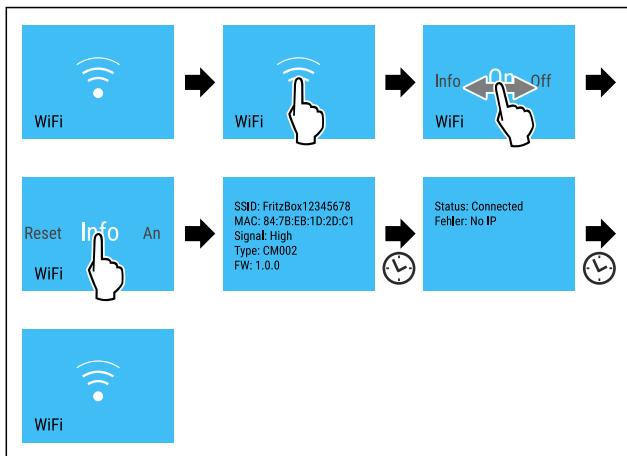 WiFi
WiFi
Info On Off
WiFi
Reset Info An
WiFi
SSID: FritzBox12345678
MAC: 84:7B:EB:1D:2D:C1
Signal: High
Type: CM002
FW: 1.0.0
Status: Connected
Fehler: No IP
WiFi